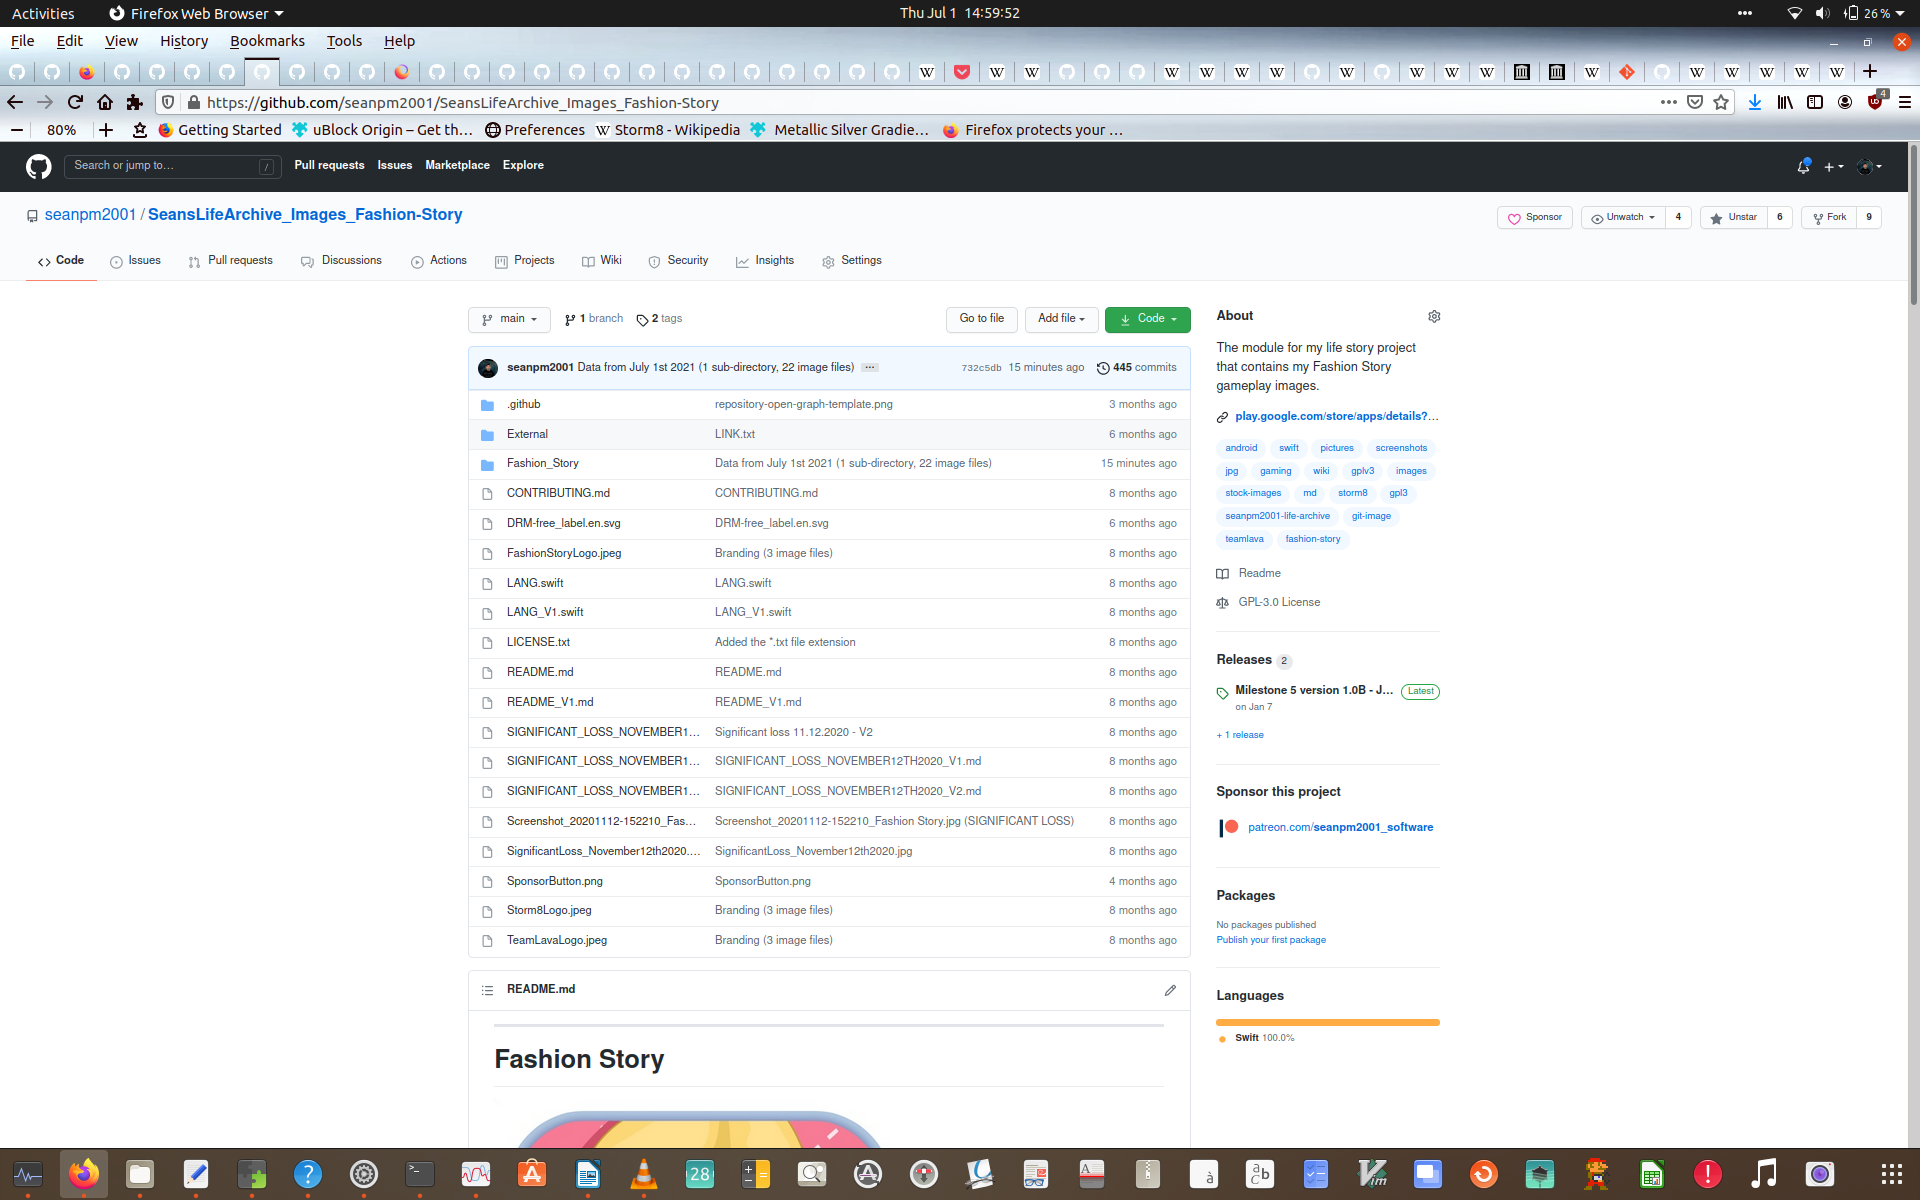 Activities Firefox Web Browser Thu Jul 1 14:59:52 26 %
File Edit View History Bookmarks Tools Help
https://github.com/seanpm2001/SeansLifeArchive_Images_Fashion-Story 4
80% Getting Started uBlock Origin – Get th… Preferences Storm8 - Wikipedia Metallic Silver Gradie… Firefox protects your …
Search or jump to… / Pull requests Issues Marketplace Explore
seanpm2001 / SeansLifeArchive_Images_Fashion-Story Sponsor Unwatch 4 Unstar 6 Fork 9
Code Issues Pull requests Discussions Actions Projects Wiki Security Insights Settings
main 1 branch 2 tags Go to file Add file Code
seanpm2001 Data from July 1st 2021 (1 sub-directory, 22 image files) 732c5db 15 minutes ago 445 commits
.github repository-open-graph-template.png 3 months ago
External LINK.txt 6 months ago
Fashion_Story Data from July 1st 2021 (1 sub-directory, 22 image files) 15 minutes ago
CONTRIBUTING.md CONTRIBUTING.md 8 months ago
DRM-free_label.en.svg DRM-free_label.en.svg 6 months ago
FashionStoryLogo.jpeg Branding (3 image files) 8 months ago
LANG.swift LANG.swift 8 months ago
LANG_V1.swift LANG_V1.swift 8 months ago
LICENSE.txt Added the *.txt file extension 8 months ago
README.md README.md 8 months ago
README_V1.md README_V1.md 8 months ago
SIGNIFICANT_LOSS_NOVEMBER1… Significant loss 11.12.2020 - V2 8 months ago
SIGNIFICANT_LOSS_NOVEMBER1… SIGNIFICANT_LOSS_NOVEMBER12TH2020_V1.md 8 months ago
SIGNIFICANT_LOSS_NOVEMBER1… SIGNIFICANT_LOSS_NOVEMBER12TH2020_V2.md 8 months ago
Screenshot_20201112-152210_Fas… Screenshot_20201112-152210_Fashion Story.jpg (SIGNIFICANT LOSS) 8 months ago
SignificantLoss_November12th2020.… SignificantLoss_November12th2020.jpg 8 months ago
SponsorButton.png SponsorButton.png 4 months ago
Storm8Logo.jpeg Branding (3 image files) 8 months ago
TeamLavaLogo.jpeg Branding (3 image files) 8 months ago
README.md
Fashion Story
About
The module for my life story project
that contains my Fashion Story
gameplay images.
play.google.com/store/apps/details?…
android swift pictures screenshots
jpg gaming wiki gplv3 images
stock-images md storm8 gpl3
seanpm2001-life-archive git-image
teamlava fashion-story
Readme
GPL-3.0 License
Releases 2
Milestone 5 version 1.0B - J… Latest
on Jan 7
+ 1 release
Sponsor this project
patreon.com/seanpm2001_software
Packages
No packages published
Publish your first package
Languages
Swift 100.0%
28